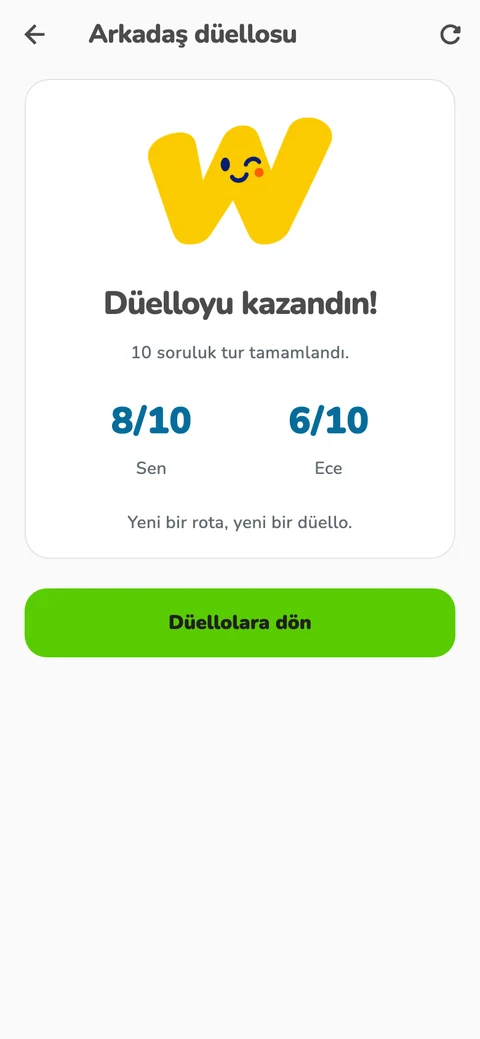 Arkadaş düellosu
Düelloyu kazandın!
10 soruluk tur tamamlandı.
8/10 6/10
Sen Ece
Yeni bir rota, yeni bir düello.
Düellolara dön